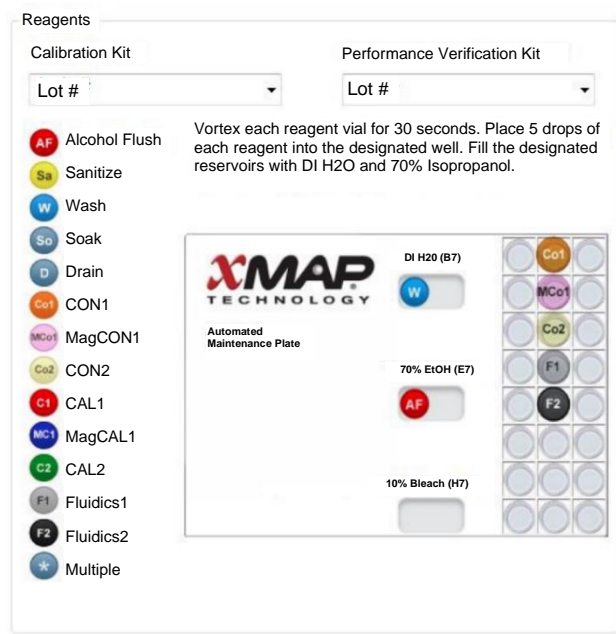 Reagents
Calibration Kit
Performance Verification Kit
Lot #
Lot #
AF Alcohol Flush
Sa Sanitize
W Wash
So Soak
D Drain
Co1 CON1
MCo1 MagCON1
Co2 CON2
C1 CAL1
MC1 MagCAL1
C2 CAL2
F1 Fluidics1
F2 Fluidics2
* Multiple
Vortex each reagent vial for 30 seconds. Place 5 drops of
each reagent into the designated well. Fill the designated
reservoirs with DI H2O and 70% Isopropanol.
XMAP
TECHNOLOGY
Automated
Maintenance Plate
DI H20 (B7)
W
70% EtOH (E7)
AF
10% Bleach (H7)
Co1
MCo1
Co2
F1
F2